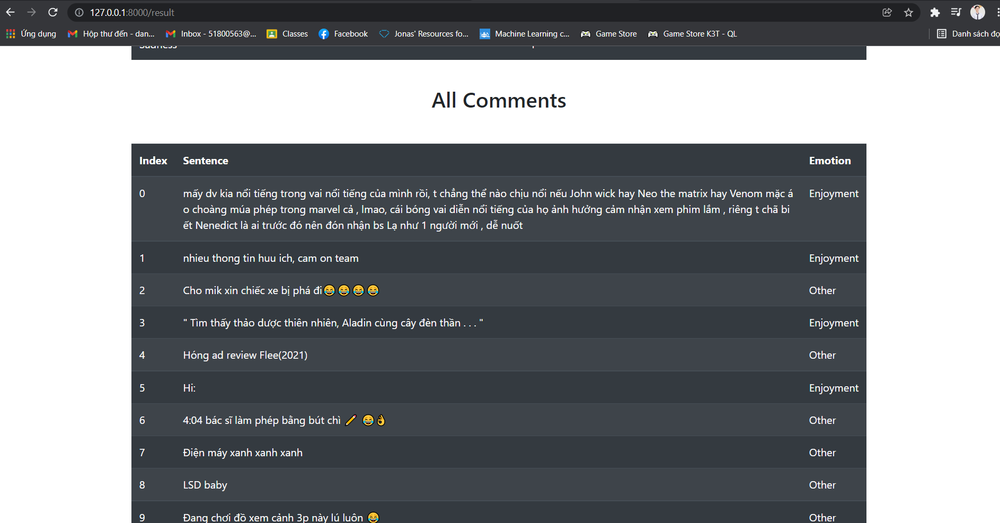 127.0.0.1:8000/result
Ứng dụng Hộp thư đến - dan... Inbox - 51800563@... Classes Facebook Jonas' Resources fo... Machine Learning c... Game Store Game Store K3T - QL Danh sách đọ
Sadness
All Comments
Index Sentence Emotion
0 mấy dv kia nổi tiếng trong vai nổi tiếng của mình rồi, t chẳng thể nào chịu nổi nếu John wick hay Neo the matrix hay Venom mặc á Enjoyment
o choàng múa phép trong marvel cả , lmao, cái bóng vai diễn nổi tiếng của họ ảnh hưởng cảm nhận xem phim lắm , riêng t chã bi
ết Nenedict là ai trước đó nên đón nhận bs Lạ như 1 người mới , dễ nuốt
1 nhieu thong tin huu ich, cam on team Enjoyment
2 Cho mik xin chiếc xe bị phá đi😂😂😂😂 Other
3 " Tìm thấy thảo dược thiên nhiên, Aladin cùng cây đèn thần . . . " Enjoyment
4 Hóng ad review Flee(2021) Other
5 Hi: Enjoyment
6 4:04 bác sĩ làm phép bằng bút chì ✏️ 😂👌 Other
7 Điện máy xanh xanh xanh Other
8 LSD baby Other
9 Đang chơi đồ xem cảnh 3p này lú luôn 😂 Other